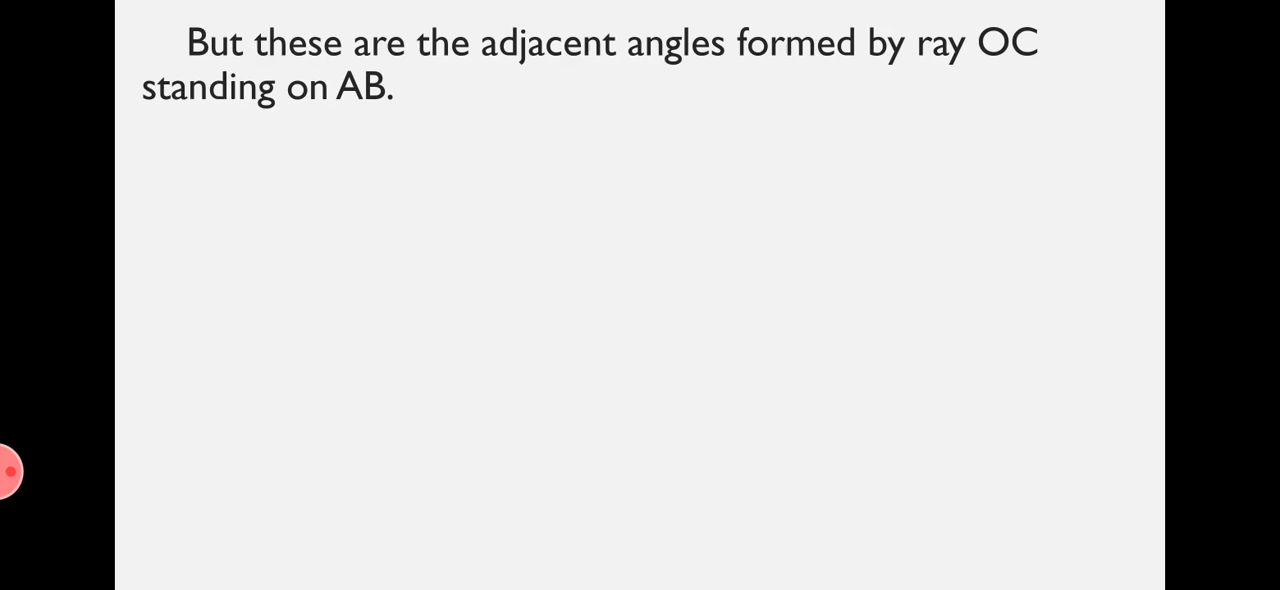 But these are the adjacent angles formed by ray OC
standing on AB.